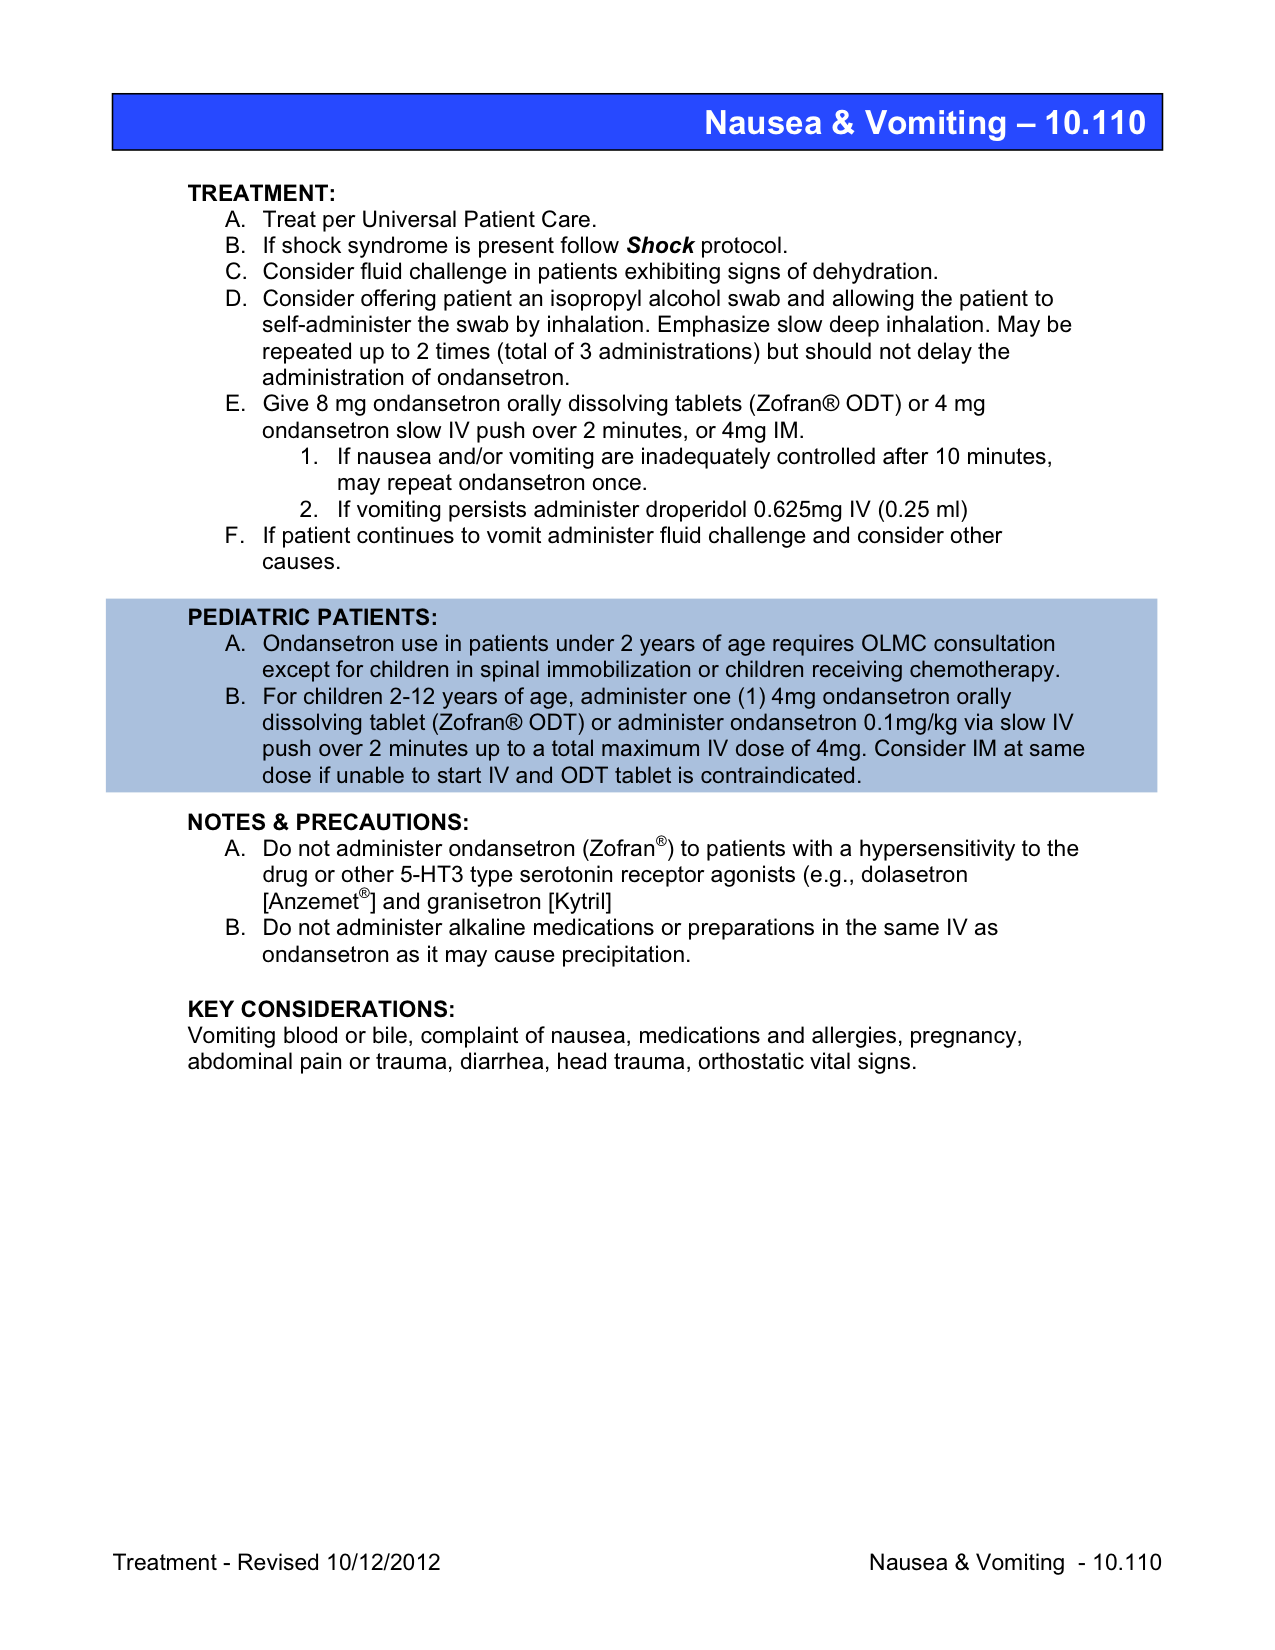 Nausea & Vomiting – 10.110
TREATMENT:
A. Treat per Universal Patient Care.
B. If shock syndrome is present follow Shock protocol.
C. Consider fluid challenge in patients exhibiting signs of dehydration.
D. Consider offering patient an isopropyl alcohol swab and allowing the patient to
self-administer the swab by inhalation. Emphasize slow deep inhalation. May be
repeated up to 2 times (total of 3 administrations) but should not delay the
administration of ondansetron.
E. Give 8 mg ondansetron orally dissolving tablets (Zofran® ODT) or 4 mg
ondansetron slow IV push over 2 minutes, or 4mg IM.
1. If nausea and/or vomiting are inadequately controlled after 10 minutes,
may repeat ondansetron once.
2. If vomiting persists administer droperidol 0.625mg IV (0.25 ml)
F. If patient continues to vomit administer fluid challenge and consider other
causes.
PEDIATRIC PATIENTS:
A. Ondansetron use in patients under 2 years of age requires OLMC consultation
except for children in spinal immobilization or children receiving chemotherapy.
B. For children 2-12 years of age, administer one (1) 4mg ondansetron orally
dissolving tablet (Zofran® ODT) or administer ondansetron 0.1mg/kg via slow IV
push over 2 minutes up to a total maximum IV dose of 4mg. Consider IM at same
dose if unable to start IV and ODT tablet is contraindicated.
NOTES & PRECAUTIONS:
A. Do not administer ondansetron (Zofran®) to patients with a hypersensitivity to the
drug or other 5-HT3 type serotonin receptor agonists (e.g., dolasetron
[Anzemet®] and granisetron [Kytril]
B. Do not administer alkaline medications or preparations in the same IV as
ondansetron as it may cause precipitation.
KEY CONSIDERATIONS:
Vomiting blood or bile, complaint of nausea, medications and allergies, pregnancy,
abdominal pain or trauma, diarrhea, head trauma, orthostatic vital signs.
Treatment - Revised 10/12/2012
Nausea & Vomiting - 10.110